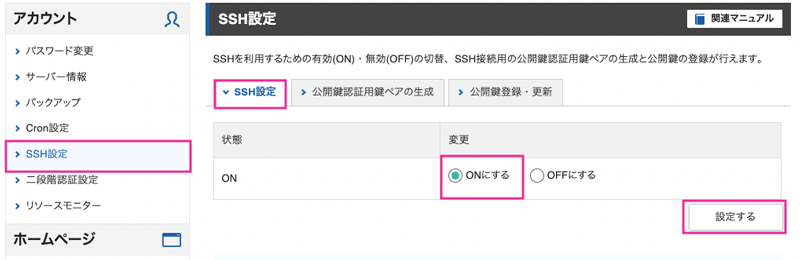 アカウント
パスワード変更
サーバー情報
バックアップ
Cron設定
SSH設定
二段階認証設定
リソースモニター
ホームページ
SSH設定
関連マニュアル
SSHを利用するための有効(ON)・無効(OFF)の切替、SSH接続用の公開鍵認証用鍵ペアの生成と公開鍵の登録が行えます。
SSH設定 公開鍵認証用鍵ペアの生成 公開鍵登録・更新
状態 変更
ON ONにする OFFにする
設定する